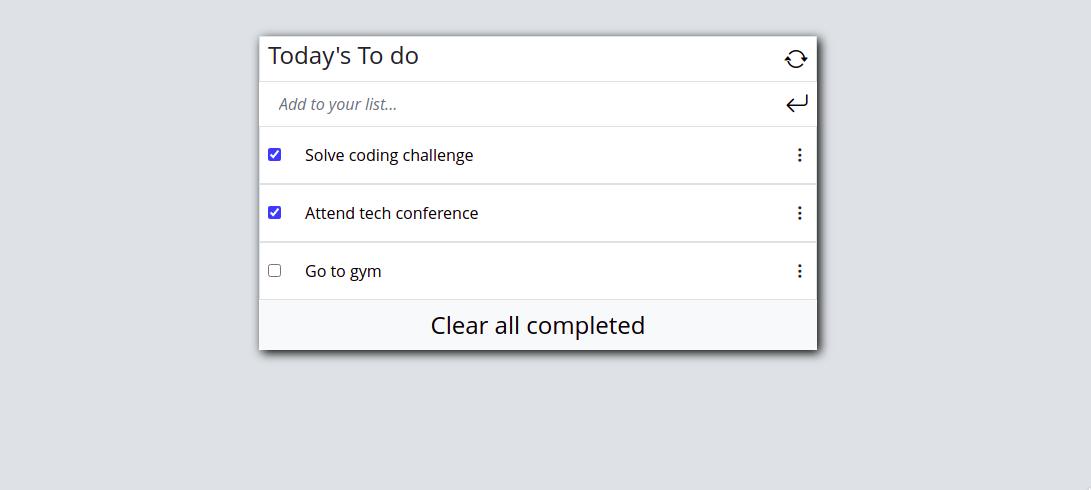 Today's To do
Add to your list...
Solve coding challenge
Attend tech conference
Go to gym
Clear all completed